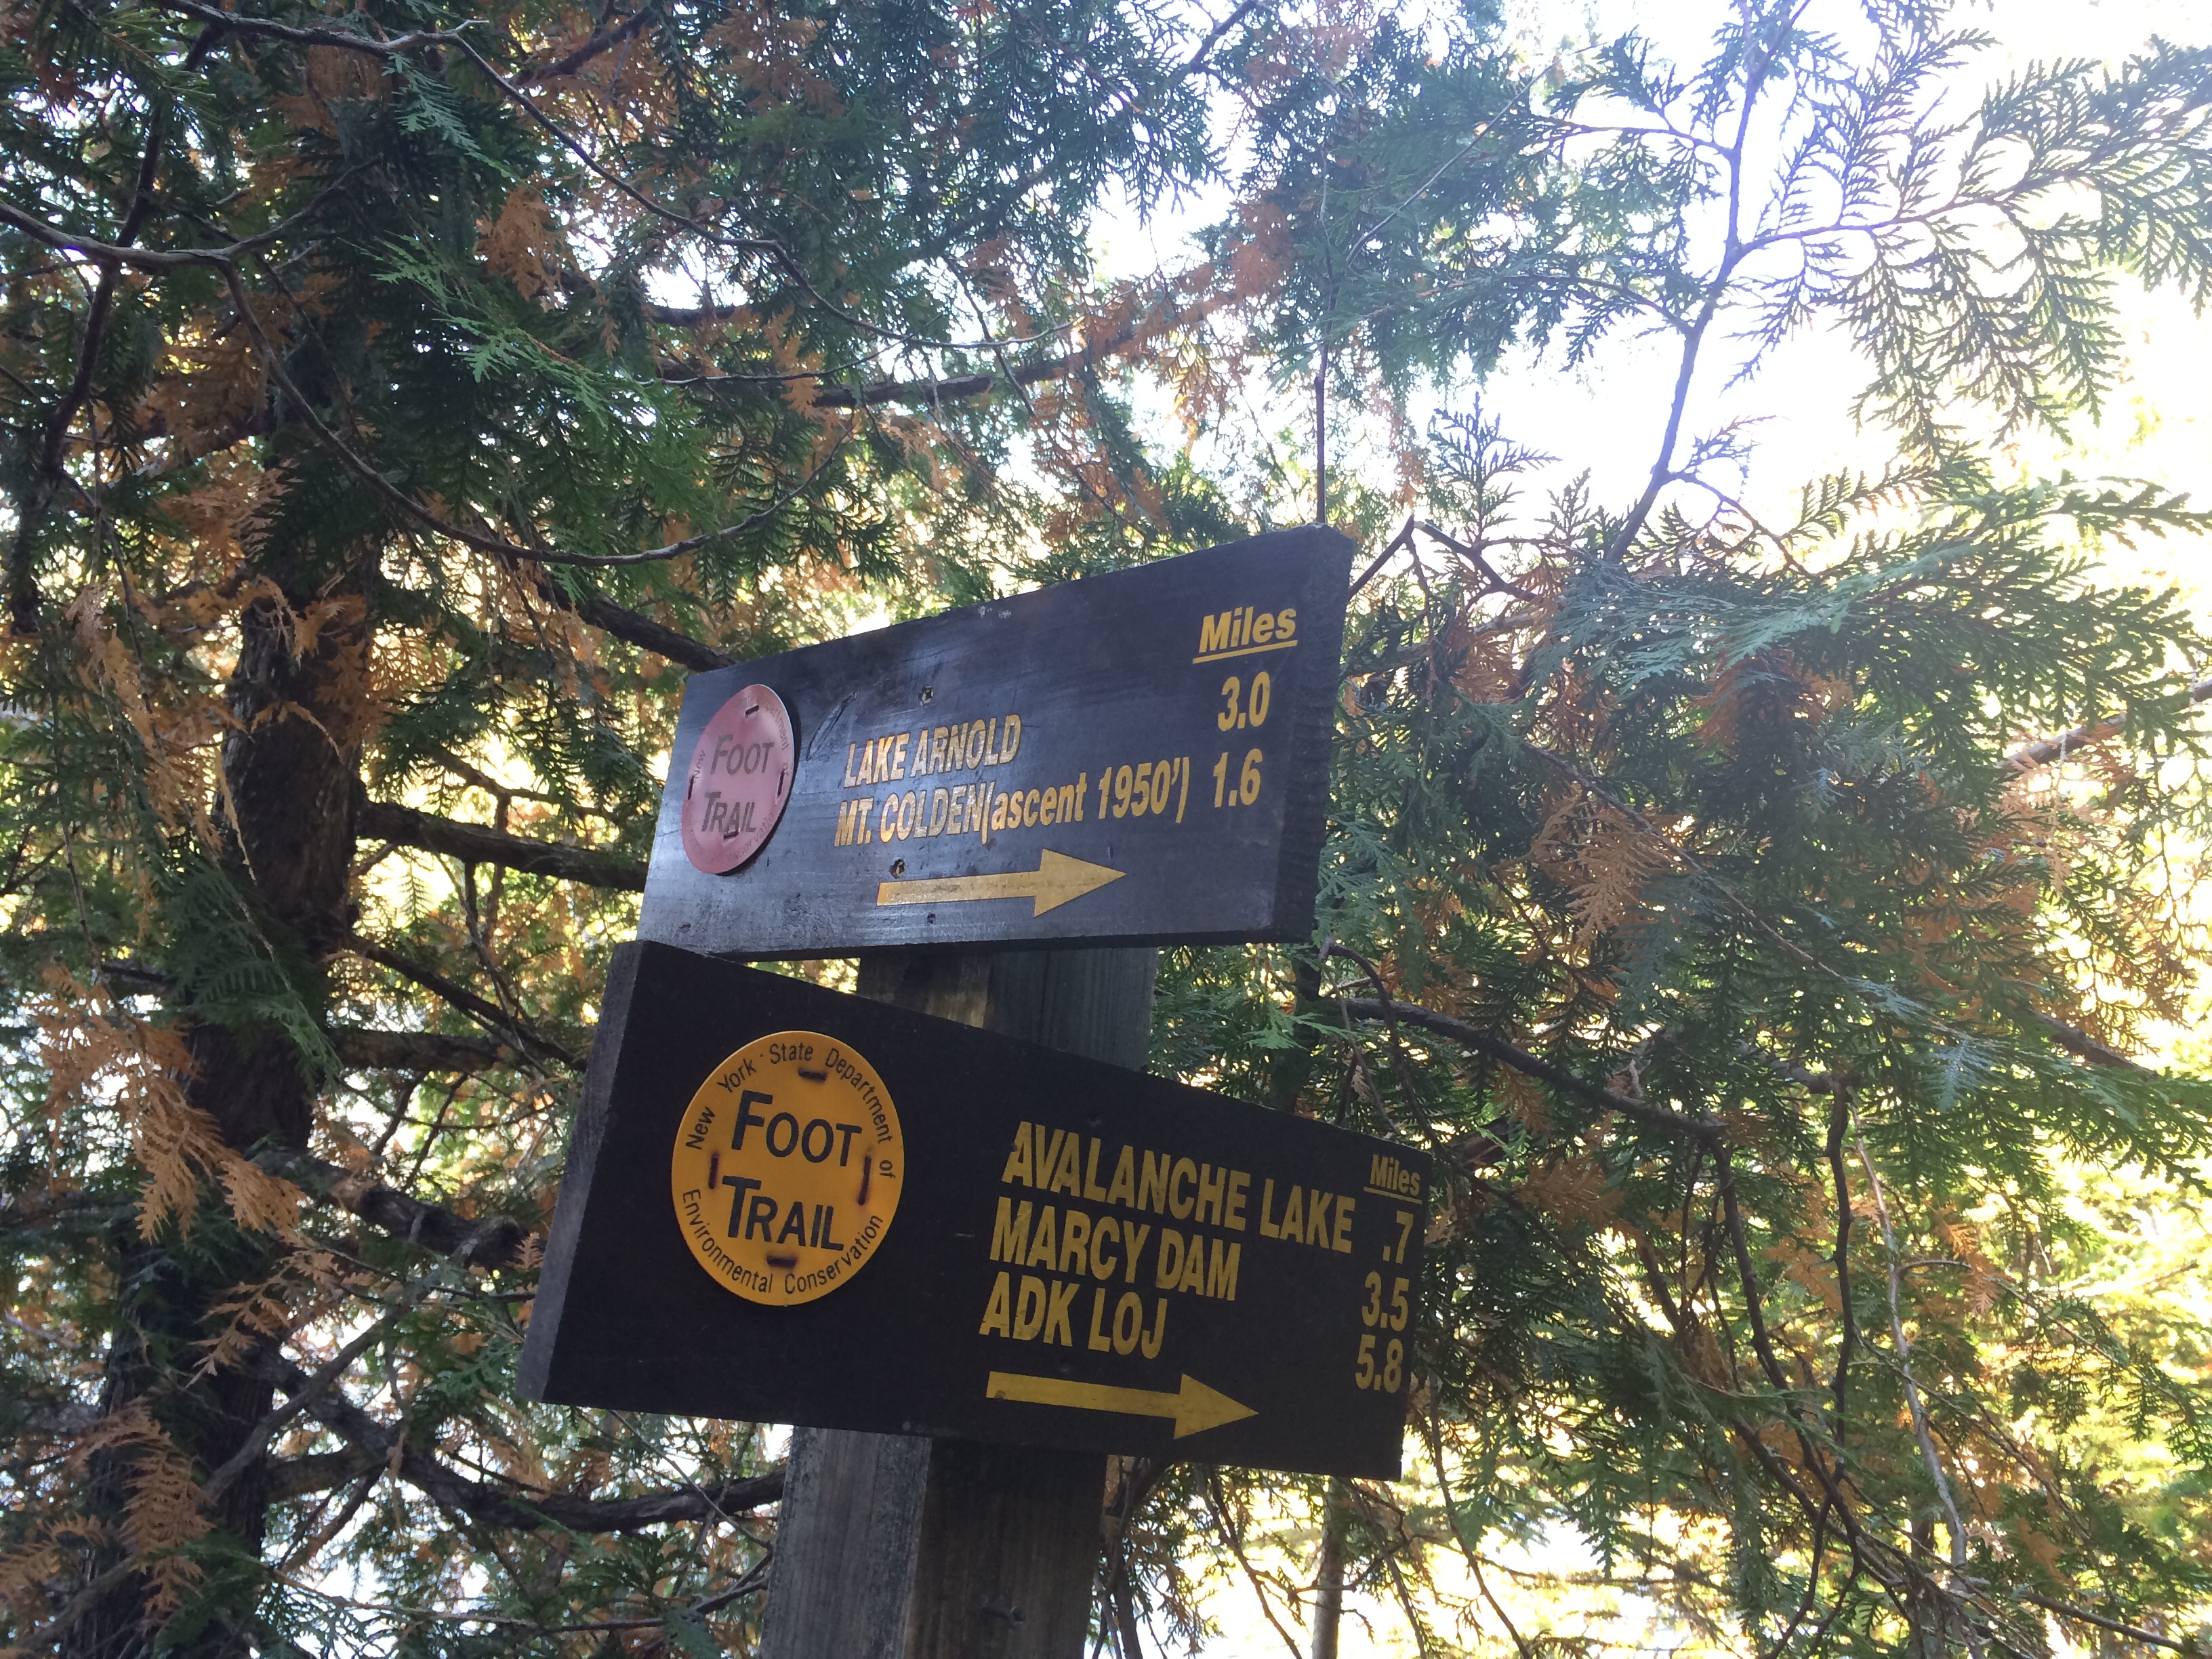 Miles
LAKE ARNOLD 3.0
MT. COLDEN(ascent 1950') 1.6
FOOT
TRAIL
Miles
AVALANCHE LAKE .7
MARCY DAM 3.5
ADK LOJ 5.8
New York State Department of
FOOT
TRAIL
Environmental Conservation